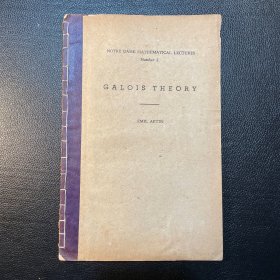 NOTRE DAME MATHEMATICAL LECTURES
Number 2
GALOIS THEORY
EMIL ARTIN